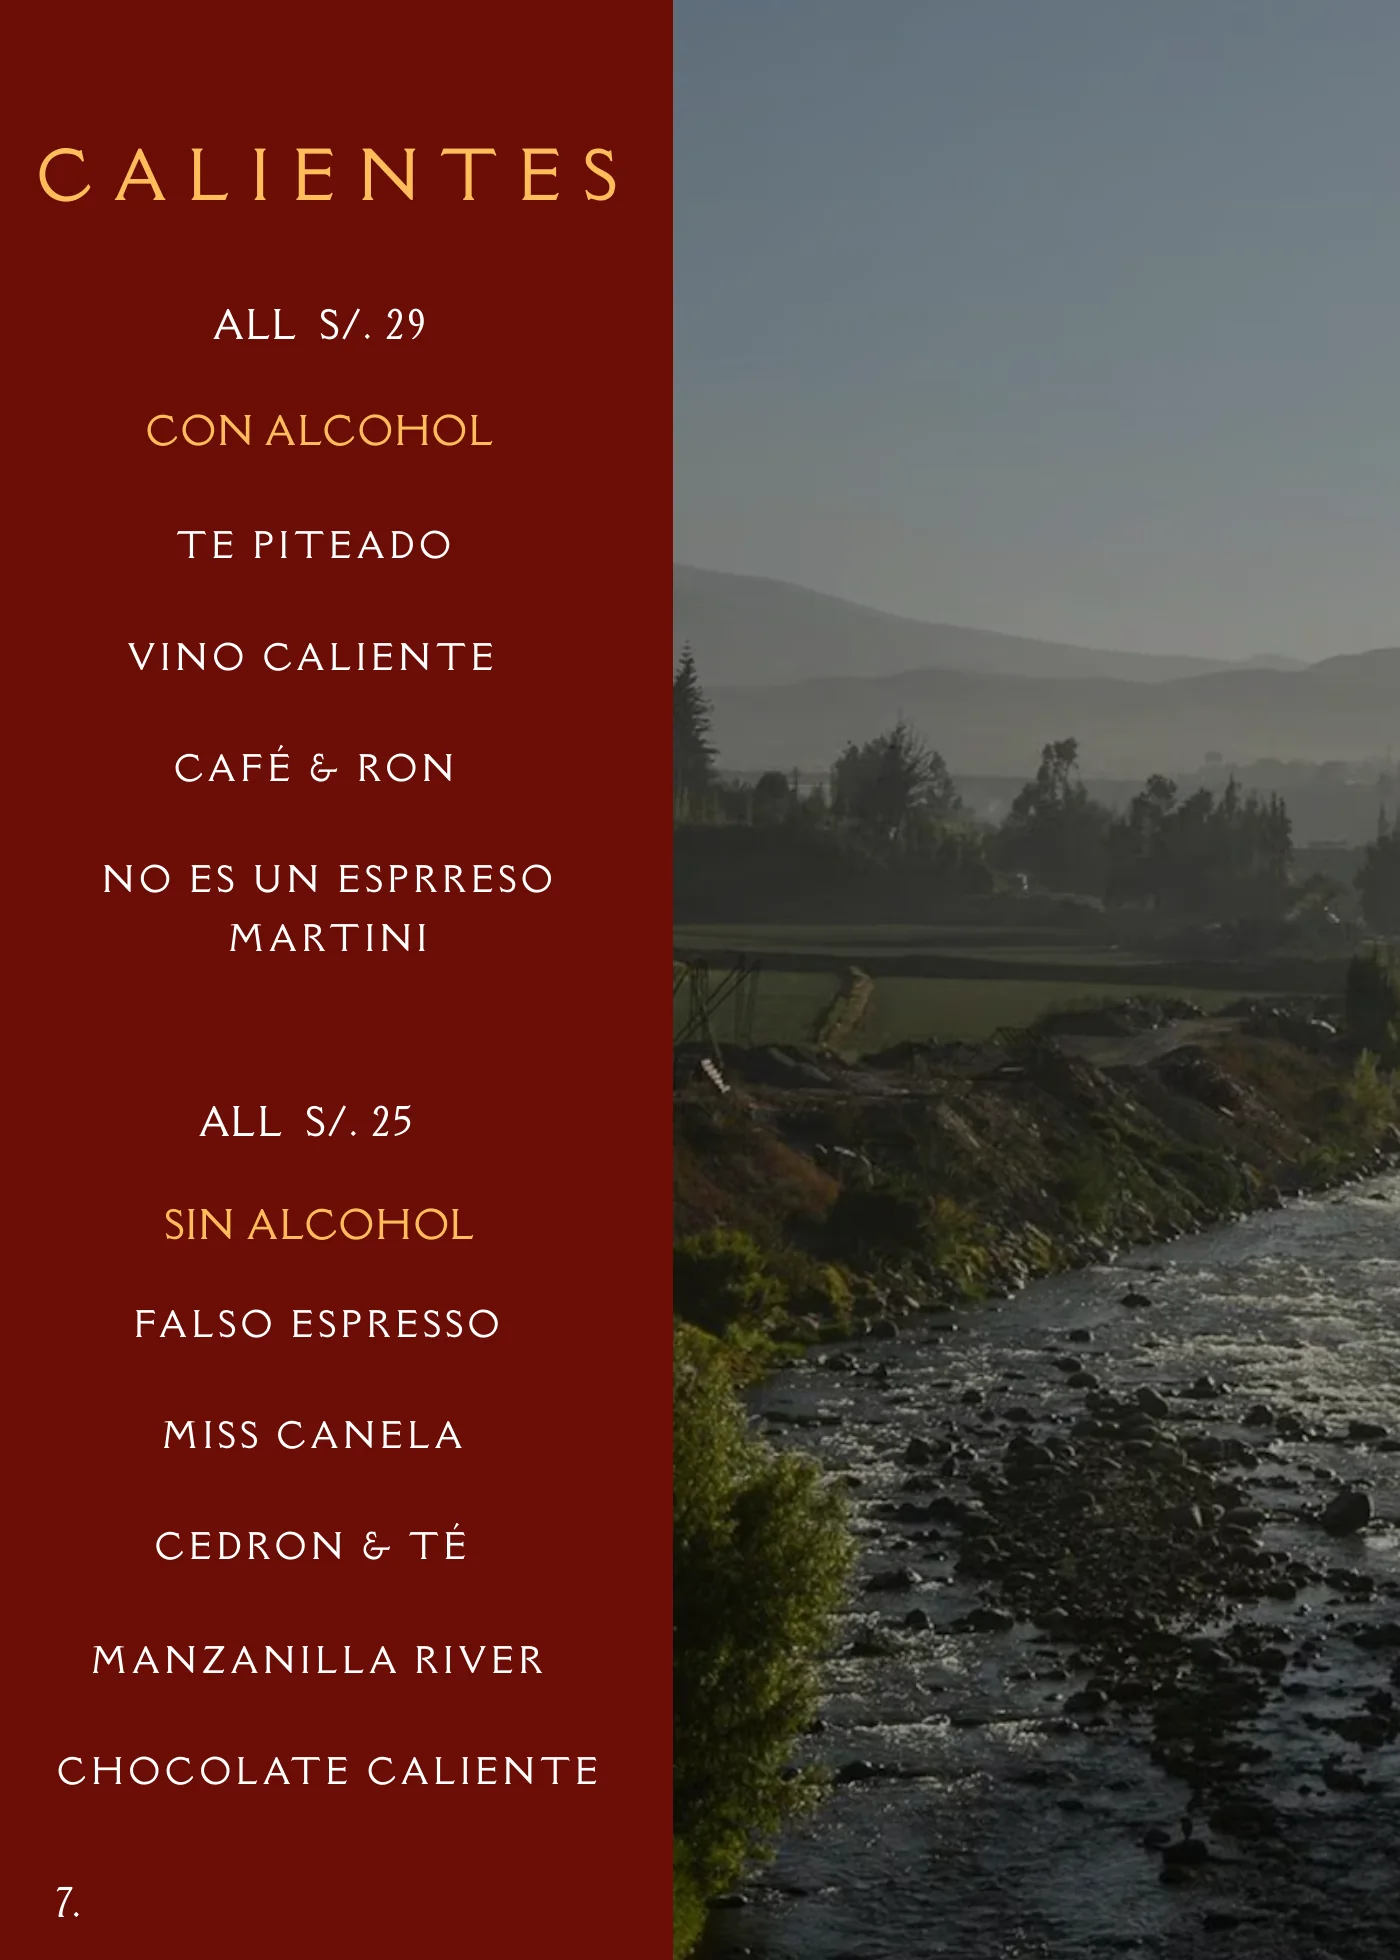 CALIENTES
ALL S/. 29
CON ALCOHOL
TE PITEADO
VINO CALIENTE
CAFÉ & RON
NO ES UN ESPRRESO
MARTINI
ALL S/. 25
SIN ALCOHOL
FALSO ESPRESSO
MISS CANELA
CEDRON & TÉ
MANZANILLA RIVER
CHOCOLATE CALIENTE
7.